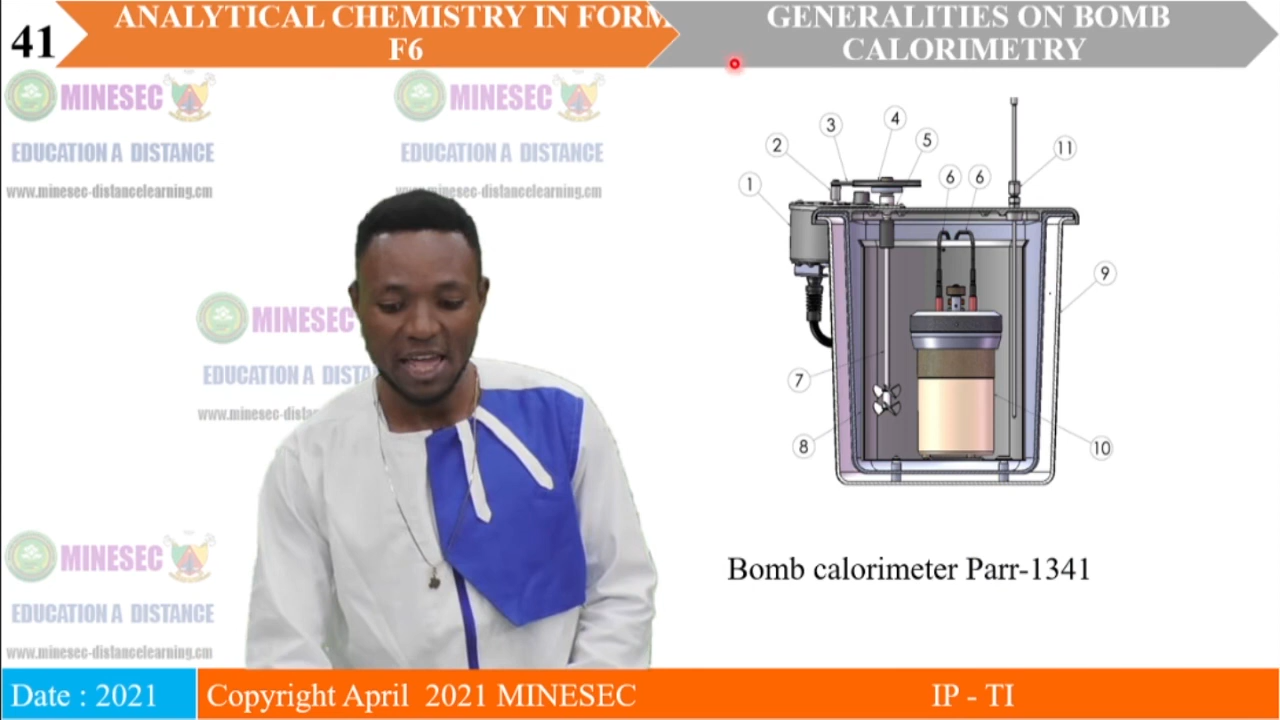 41
ANALYTICAL CHEMISTRY IN FORM
F6
GENERALITIES ON BOMB
CALORIMETRY
MINESEC
EDUCATION A DISTANCE
www.minesec-distancelearning.cm
MINESEC
EDUCATION A DISTANCE
www.minesec-distancelearning.cm
MINESEC
EDUCATION A DISTA
www.minesec-dista
MINESEC
EDUCATION A DISTANCE
www.minesec-distancelearning.cm
1
2
3
4
5
6
6
11
9
7
8
10
Bomb calorimeter Parr-1341
Date : 2021
Copyright April 2021 MINESEC
IP - TI